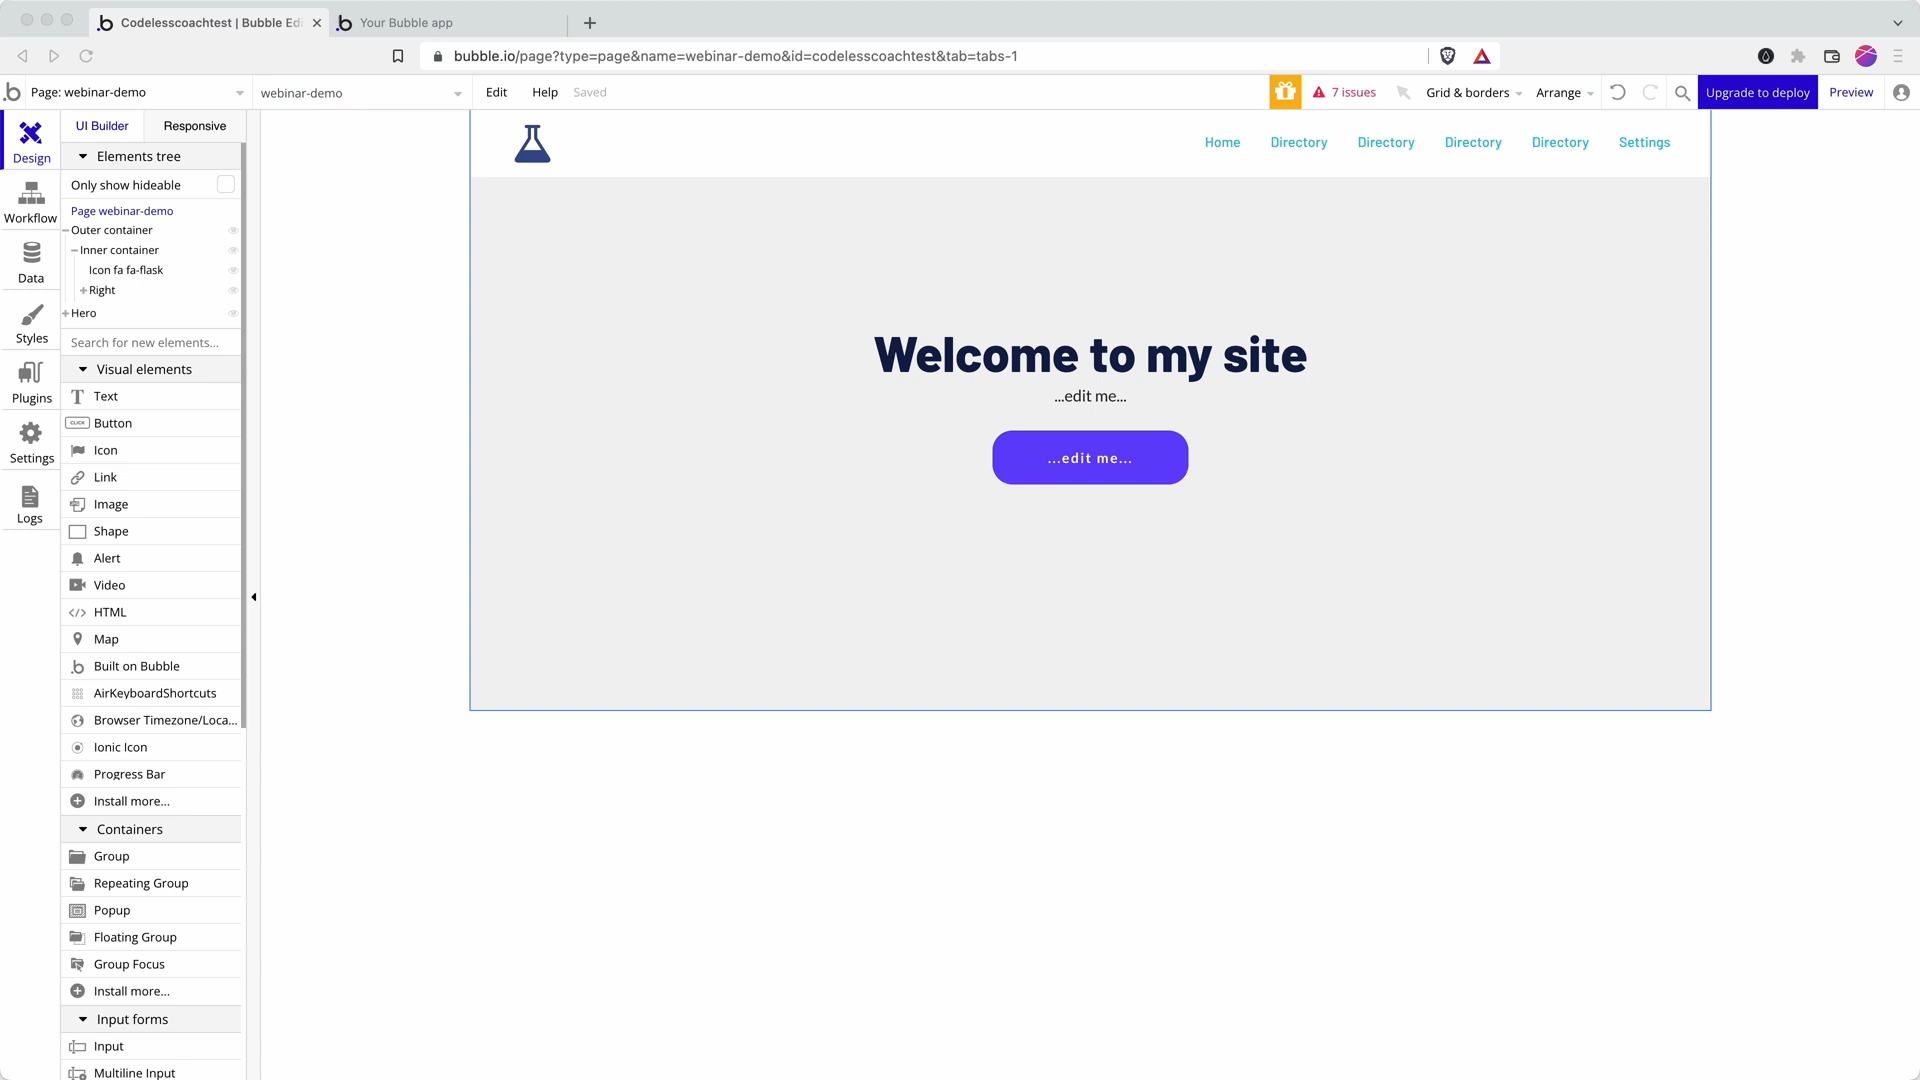 Codelesscoachtest | Bubble Edi
Your Bubble app
bubble.io/page?type=page&name=webinar-demo&id=codelesscoachtest&tab=tabs-1
Page: webinar-demo
webinar-demo
Edit
Help
Saved
7 issues
Grid & borders
Arrange
Upgrade to deploy
Preview
Design
Workflow
Data
Styles
Plugins
Settings
Logs
UI Builder
Responsive
Elements tree
Only show hideable
Page webinar-demo
Outer container
Inner container
Icon fa fa-flask
Right
Hero
Search for new elements...
Visual elements
Text
CLICK
Button
Icon
Link
Image
Shape
Alert
Video
HTML
Map
Built on Bubble
AirKeyboardShortcuts
Browser Timezone/Loca...
Ionic Icon
Progress Bar
Install more...
Containers
Group
Repeating Group
Popup
Floating Group
Group Focus
Install more...
Input forms
Input
Multiline Input
Home
Directory
Directory
Directory
Directory
Settings
Welcome to my site
...edit me...
...edit me...